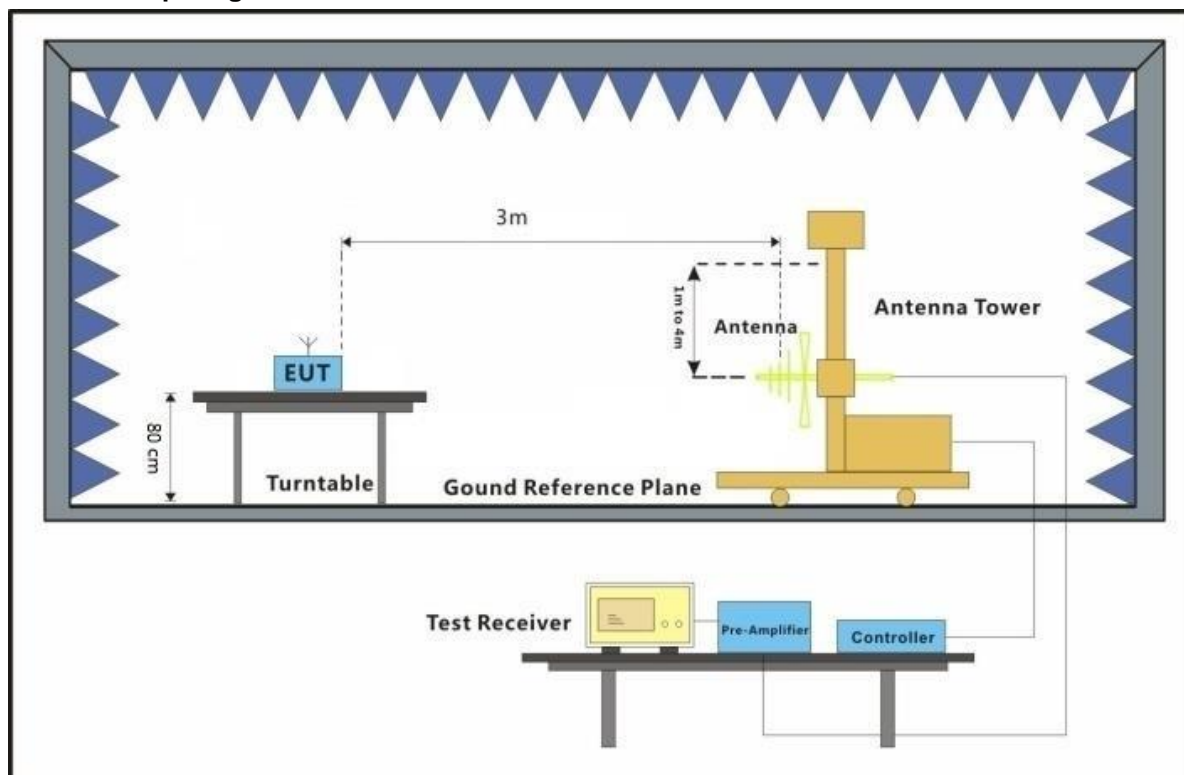 3m
1m to 4m
Antenna
Antenna Tower
EUT
80 cm
Turntable
Gound Reference Plane
Test Receiver
Pre-Amplifier
Controller